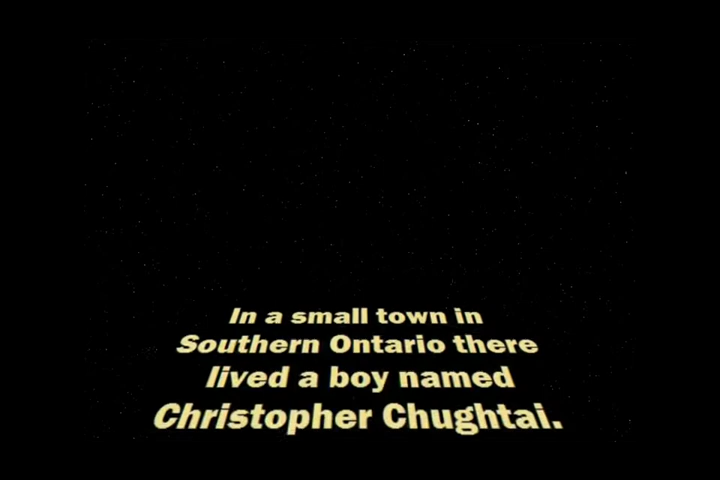 In a small town in
Southern Ontario there
lived a boy named
Christopher Chughtai.